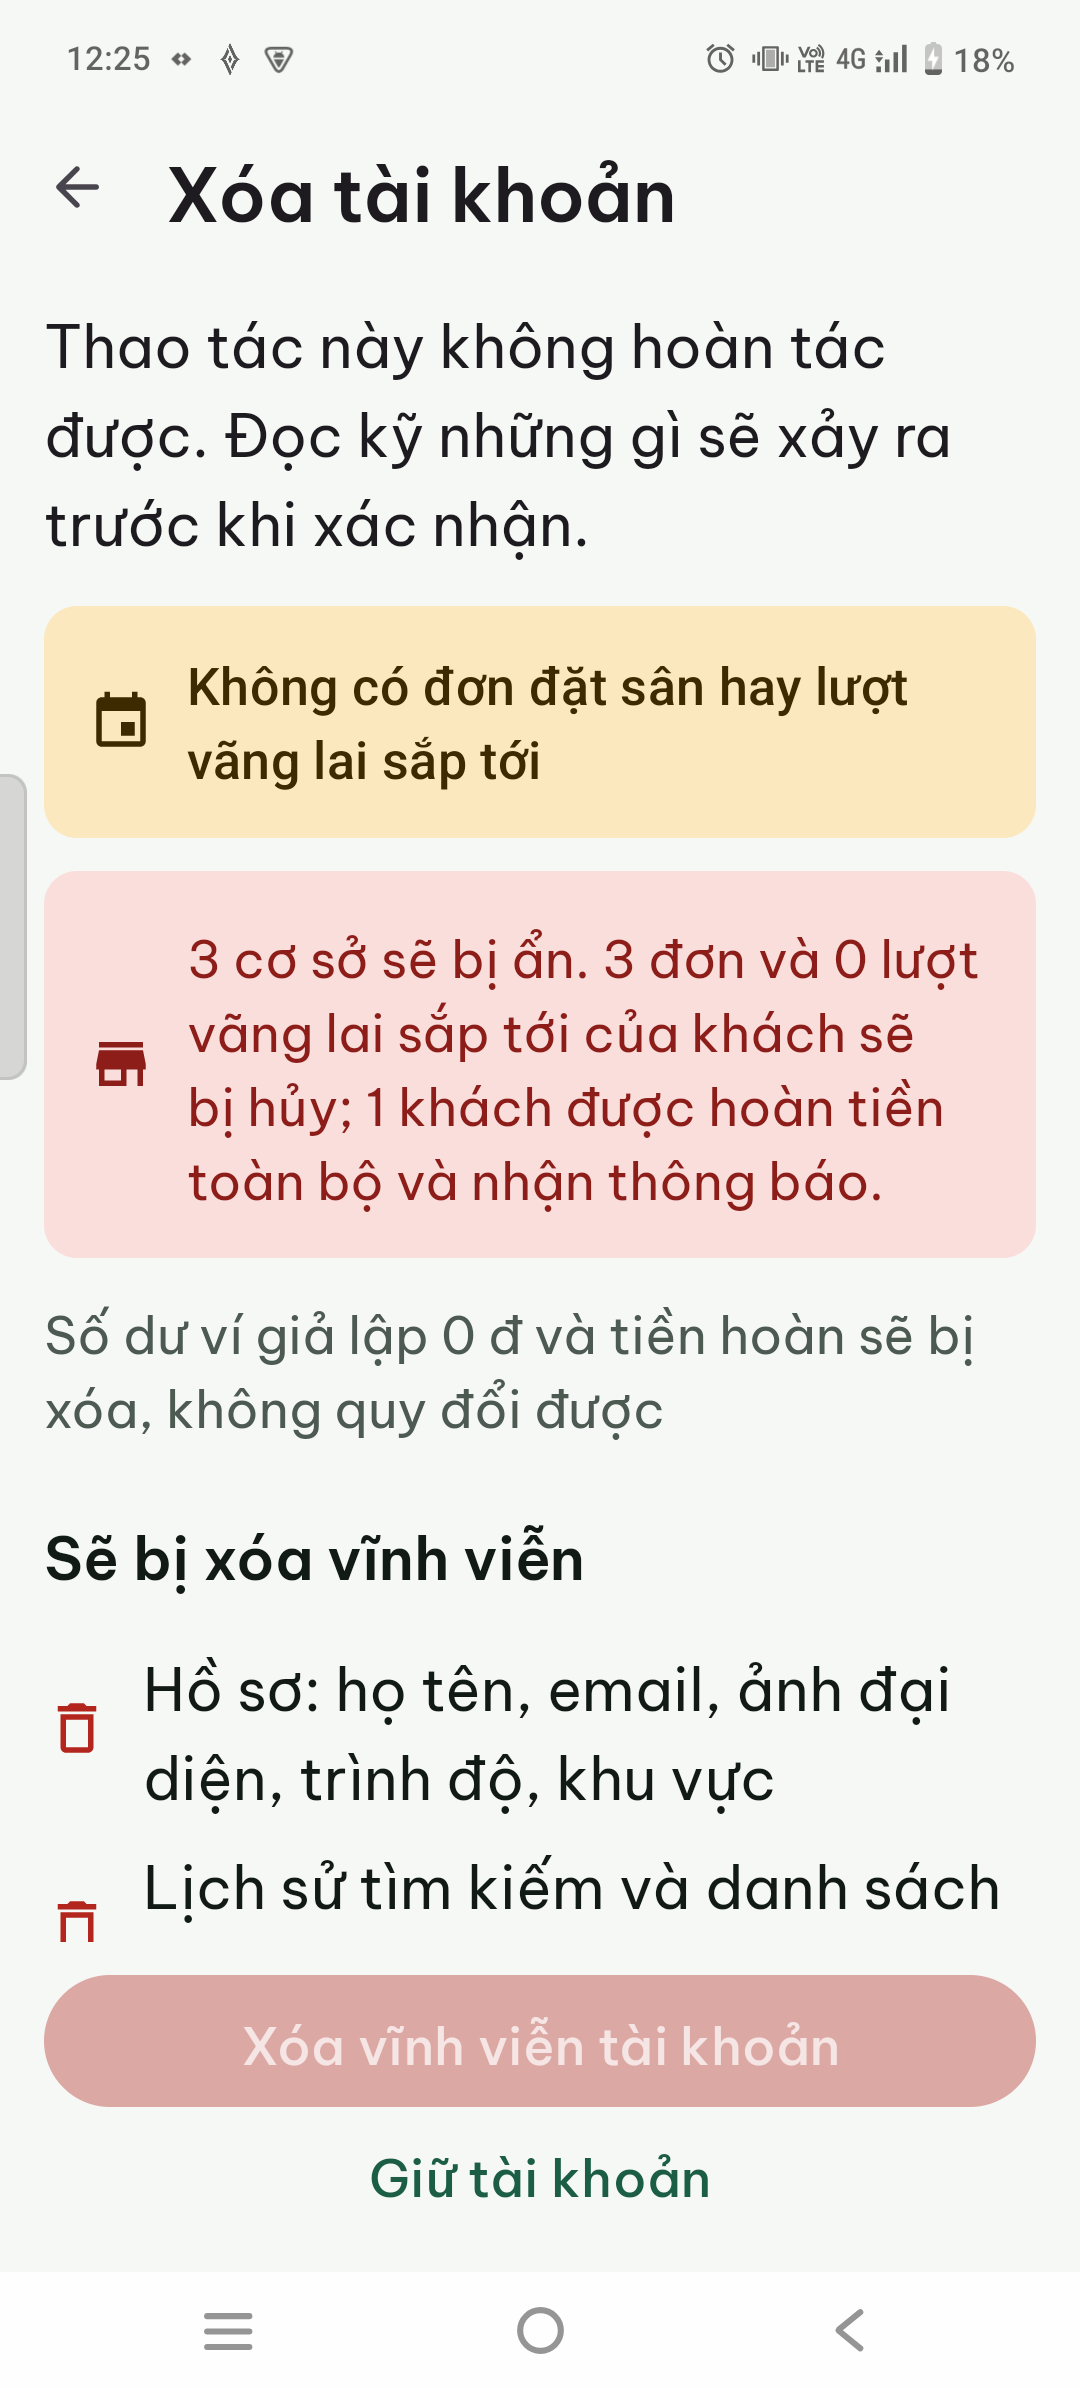 12:25
VoLTE 4G 18%
Xóa tài khoản
Thao tác này không hoàn tác
được. Đọc kỹ những gì sẽ xảy ra
trước khi xác nhận.
Không có đơn đặt sân hay lượt
vãng lai sắp tới
3 cơ sở sẽ bị ẩn. 3 đơn và 0 lượt
vãng lai sắp tới của khách sẽ
bị hủy; 1 khách được hoàn tiền
toàn bộ và nhận thông báo.
Số dư ví giả lập 0 đ và tiền hoàn sẽ bị
xóa, không quy đổi được
Sẽ bị xóa vĩnh viễn
Hồ sơ: họ tên, email, ảnh đại
diện, trình độ, khu vực
Lịch sử tìm kiếm và danh sách
Xóa vĩnh viễn tài khoản
Giữ tài khoản